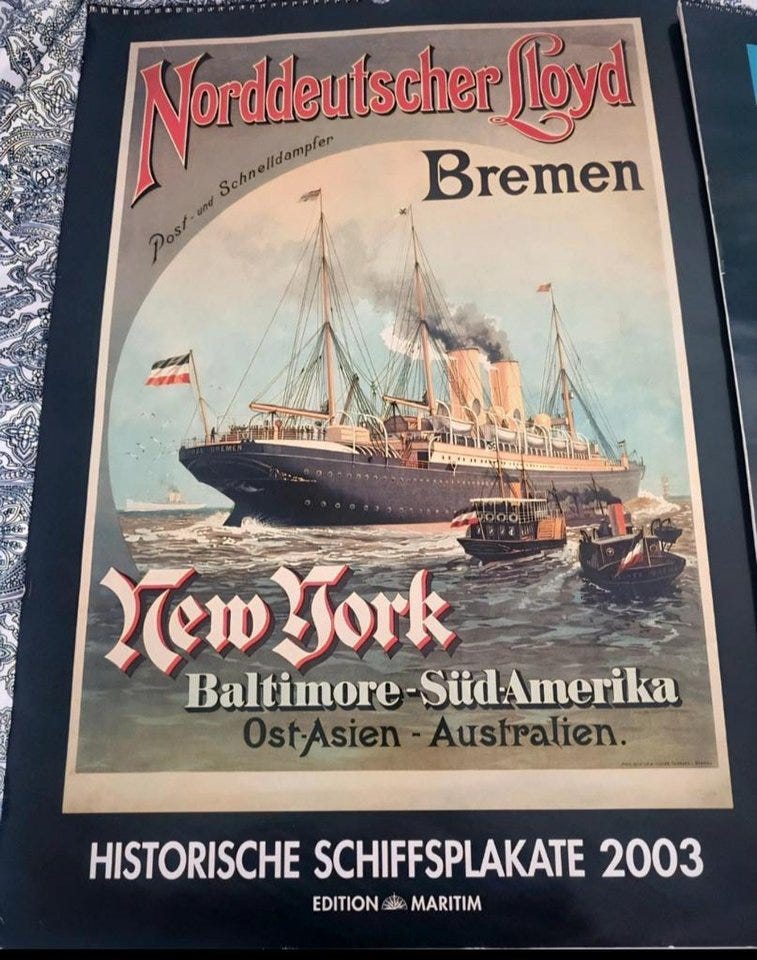 Norddeutscher Lloyd
Bremen
Post- und Schnelldampfer
BREMEN
New York
Baltimore-Süd-Amerika
Ost-Asien - Australien.
HISTORISCHE SCHIFFSPLAKATE 2003
EDITION MARITIM